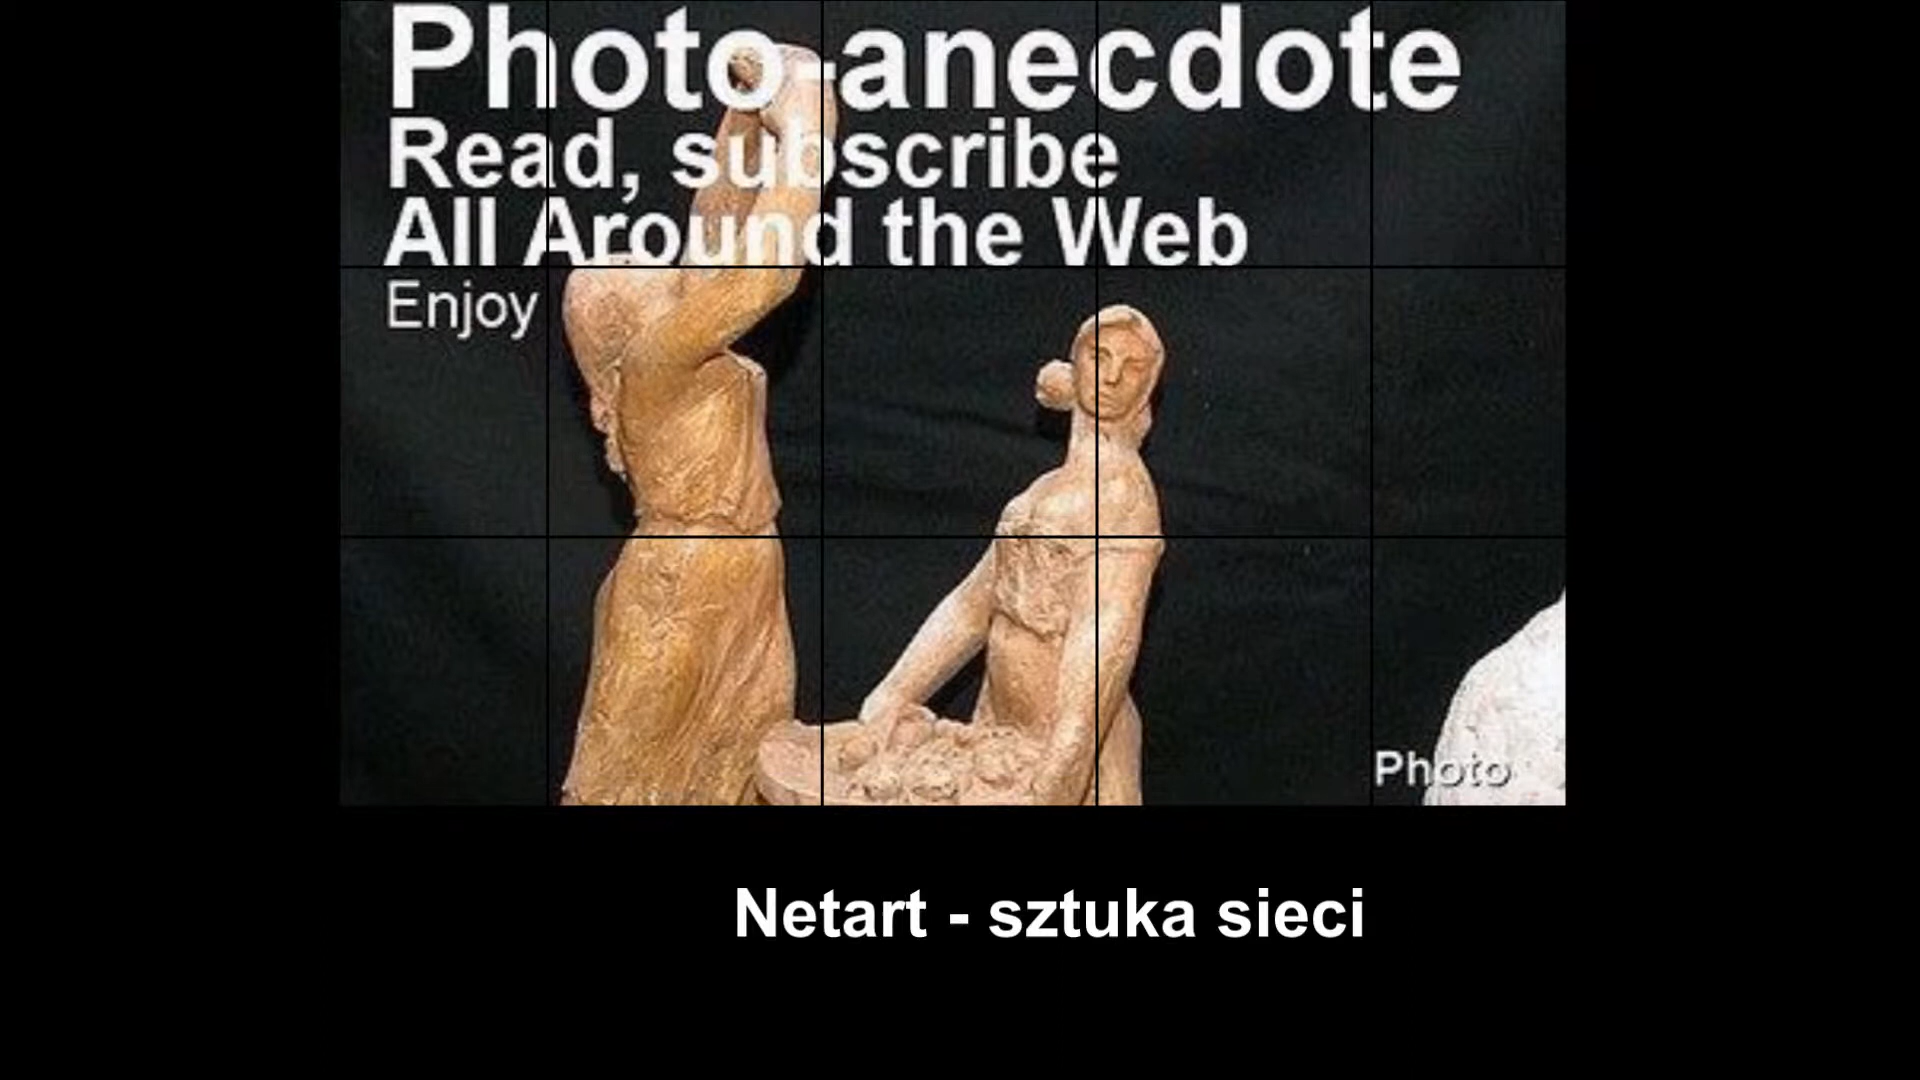 Photo-anecdote
Read, subscribe
All Around the Web
Enjoy
Photo
Netart - sztuka sieci